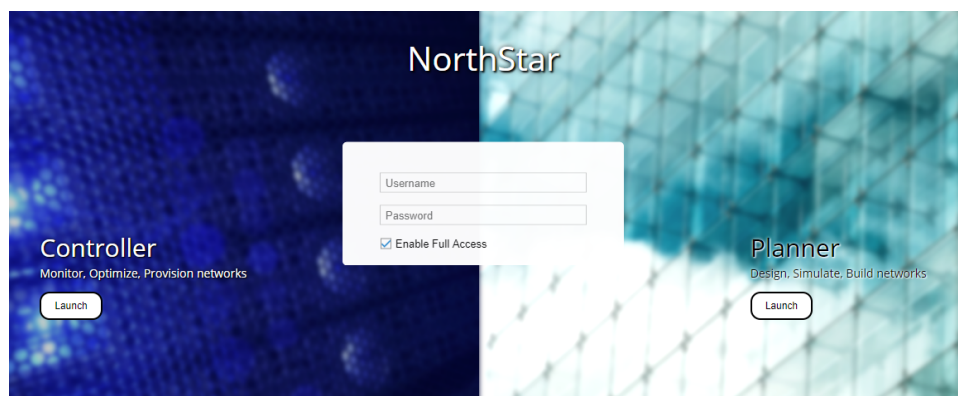 NorthStar
Username
Password
Enable Full Access
Controller
Monitor, Optimize, Provision networks
Launch
Planner
Design, Simulate, Build networks
Launch